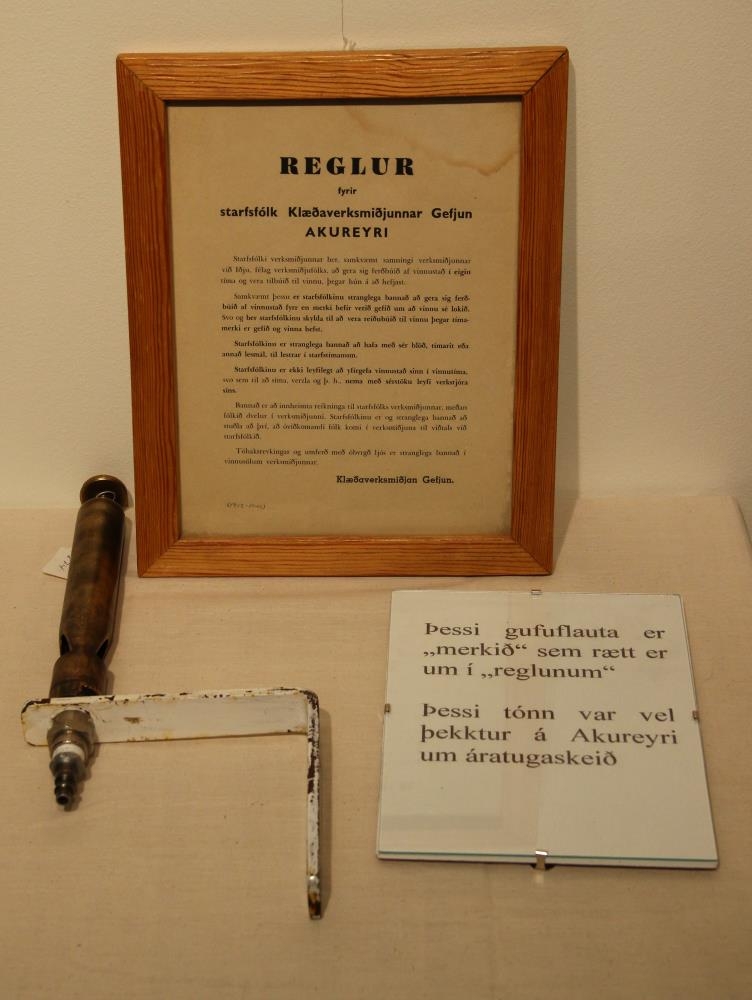 REGLUR
fyrir
starfsfólk Klæðaverksmiðjunnar Gefjun
AKUREYRI
Starfsfólki verksmiðjunnar ber, samkvæmt samningi verksmiðjunnar
við Iðju, félag verksmiðjufólks, að gera sig ferðbúið af vinnustað í eigin
tíma og vera tilbúið til vinnu, þegar hún á að hefjast.
Samkvæmt þessu er starfsfólkinu stranglega bannað að gera sig ferð-
búið af vinnustað fyr en merki hefir verið gefið um að vinnu sé lokið.
Svo og ber starfsfólkinu skylda til að vera reiðubúið til vinnu þegar tíma-
merki er gefið og vinna hefst.
Starfsfólkinu er stranglega bannað að hafa með sér blöð, tímarit eða
annað lesmál, til lestrar í starfstímanum.
Starfsfólkinu er ekki leyfilegt að yfirgefa vinnustað sinn í vinnutíma,
svo sem til að síma, verzla og þ. h., nema með sérstöku leyfi verkstjóra
síns.
Bannað er að innheimta reikninga til starfsfólks verksmiðjunnar, meðan
fólkið dvelur í verksmiðjunni. Starfsfólkinu er og stranglega bannað að
stuðla að því, að óviðkomandi fólk komi í verksmiðjuna til viðtals við
starfsfólkið.
Tóbaksreykingar og umferð með óbyrgð ljós er stranglega bannað í
vinnusölum verksmiðjunnar.
Klæðaverksmiðjan Gefjun.
Þessi gufuflauta er
„merkið“ sem rætt er
um í „reglunum“
Þessi tónn var vel
þekktur á Akureyri
um áratugaskeið